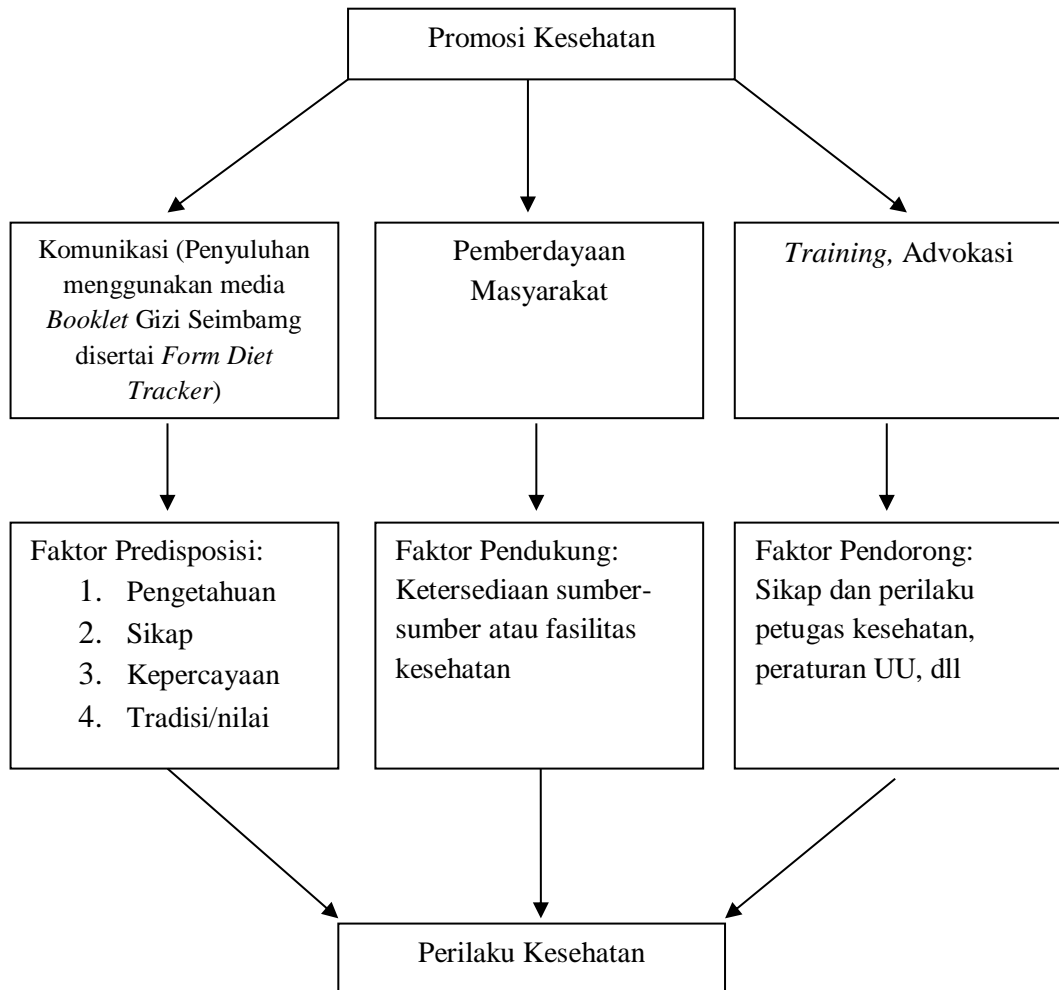 Promosi Kesehatan
Komunikasi (Penyuluhan
menggunakan media
Booklet Gizi Seimbamg
disertai Form Diet
Tracker)
Pemberdayaan
Masyarakat
Training, Advokasi
Faktor Predisposisi:
1. Pengetahuan
2. Sikap
3. Kepercayaan
4. Tradisi/nilai
Faktor Pendukung:
Ketersediaan sumber-
sumber atau fasilitas
kesehatan
Faktor Pendorong:
Sikap dan perilaku
petugas kesehatan,
peraturan UU, dll
Perilaku Kesehatan